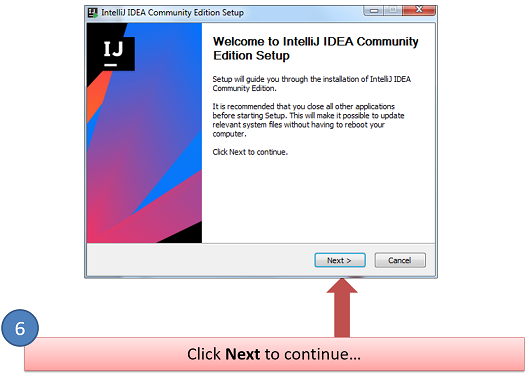 IntelliJ IDEA Community Edition Setup
IJ
Welcome to IntelliJ IDEA Community
Edition Setup
Setup will guide you through the installation of IntelliJ IDEA
Community Edition.
It is recommended that you close all other applications
before starting Setup. This will make it possible to update
relevant system files without having to reboot your
computer.
Click Next to continue.
Next >
Cancel
6
Click Next to continue…